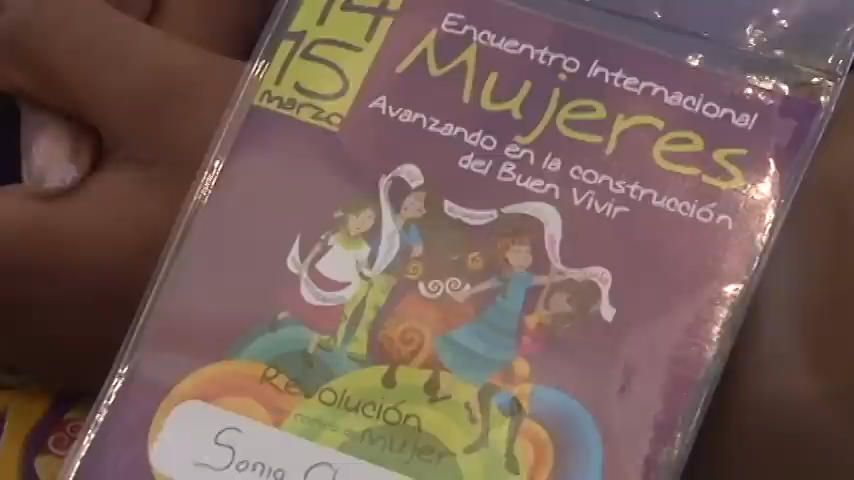 14
15
marzo
Encuentro Internacional
Mujeres
Avanzando en la construcción
del Buen Vivir
Revolución
mujer
Sonia